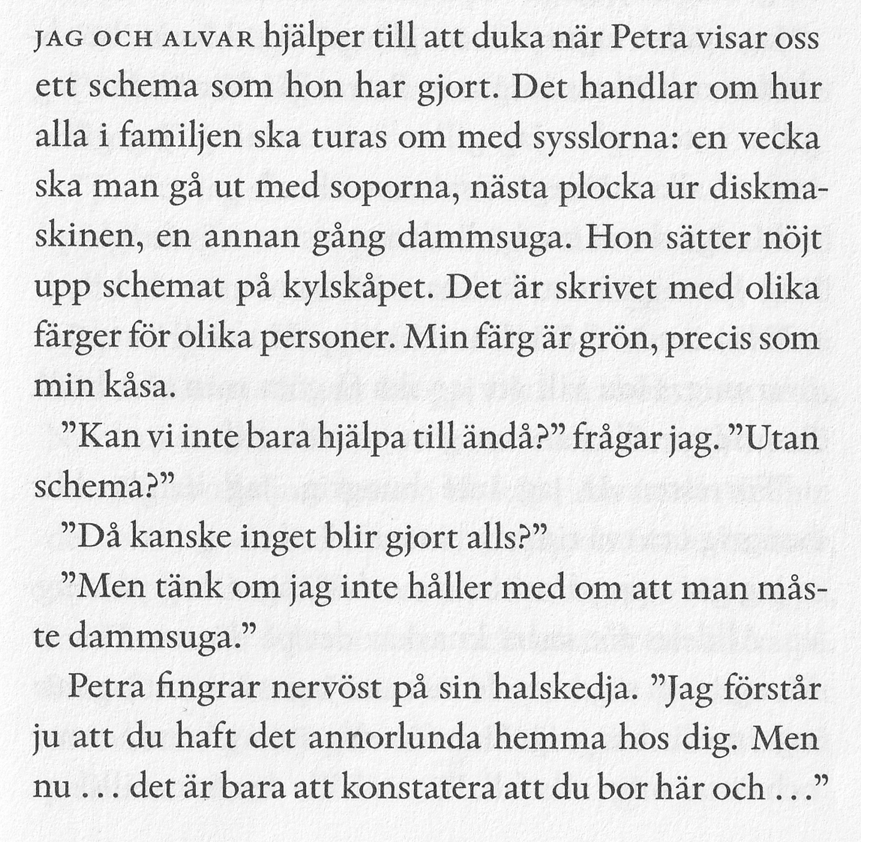 JAG OCH ALVAR hjälper till att duka när Petra visar oss
ett schema som hon har gjort. Det handlar om hur
alla i familjen ska turas om med sysslorna: en vecka
ska man gå ut med soporna, nästa plocka ur diskma-
skinen, en annan gång dammsuga. Hon sätter nöjt
upp schemat på kylskåpet. Det är skrivet med olika
färger för olika personer. Min färg är grön, precis som
min kåsa.
”Kan vi inte bara hjälpa till ändå?” frågar jag. ”Utan
schema?”
”Då kanske inget blir gjort alls?”
”Men tänk om jag inte håller med om att man mås-
te dammsuga.”
Petra fingrar nervöst på sin halskedja. ”Jag förstår
ju att du haft det annorlunda hemma hos dig. Men
nu … det är bara att konstatera att du bor här och …”